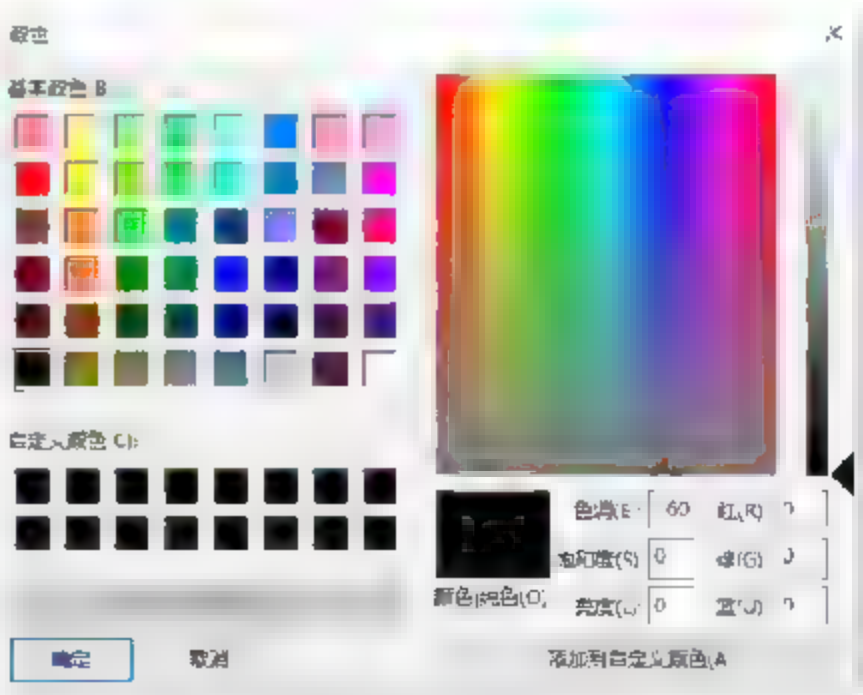 颜色
基本颜色 B
自定义颜色 C):
色调(E: 60 红(R) 0
饱和度(S) 0 绿(G) 0
颜色|纯色(O)
亮度(L: 0 蓝(U) 0
确定 取消
添加到自定义颜色(A